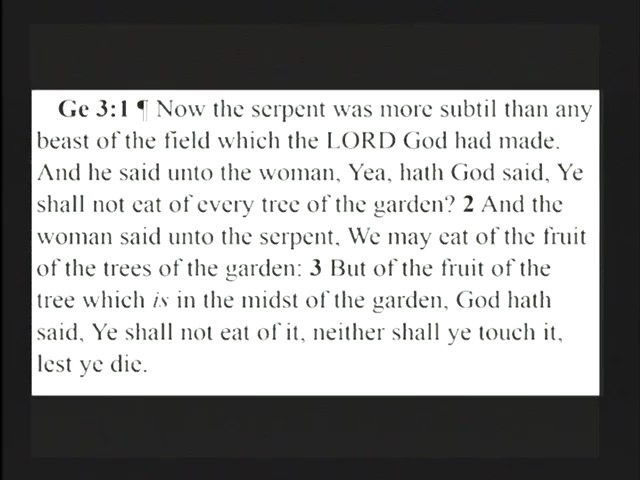 Ge 3:1 ¶ Now the serpent was more subtil than any
beast of the field which the LORD God had made.
And he said unto the woman, Yea, hath God said, Ye
shall not eat of every tree of the garden? 2 And the
woman said unto the serpent, We may eat of the fruit
of the trees of the garden: 3 But of the fruit of the
tree which is in the midst of the garden, God hath
said, Ye shall not eat of it, neither shall ye touch it,
lest ye die.